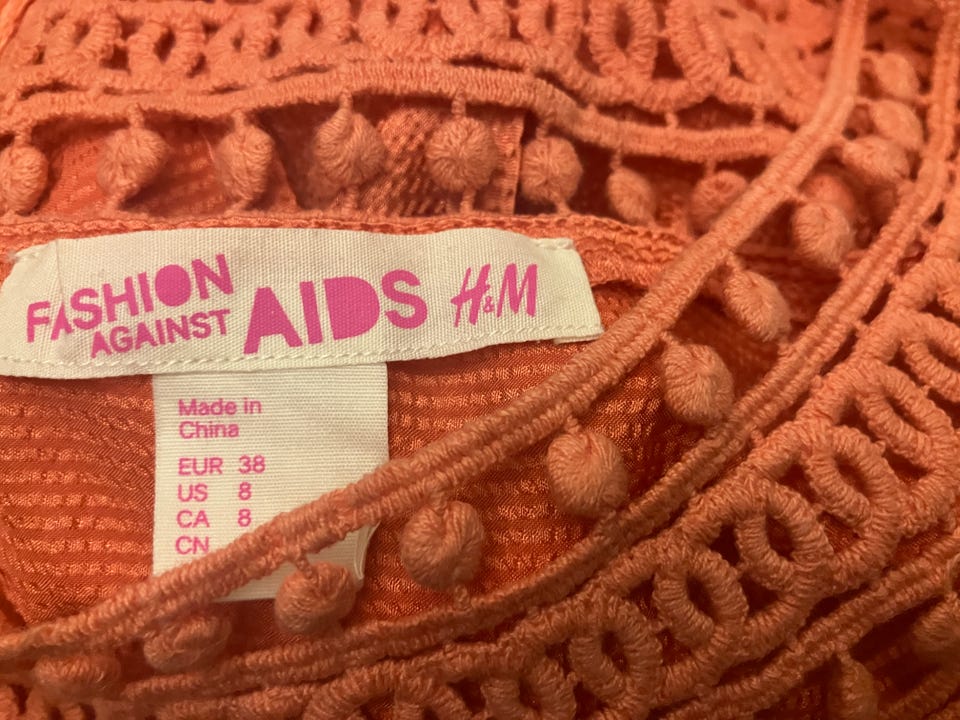 FASHION
AGAINST
AIDS
H&M
Made in
China
EUR 38
US 8
CA 8
CN